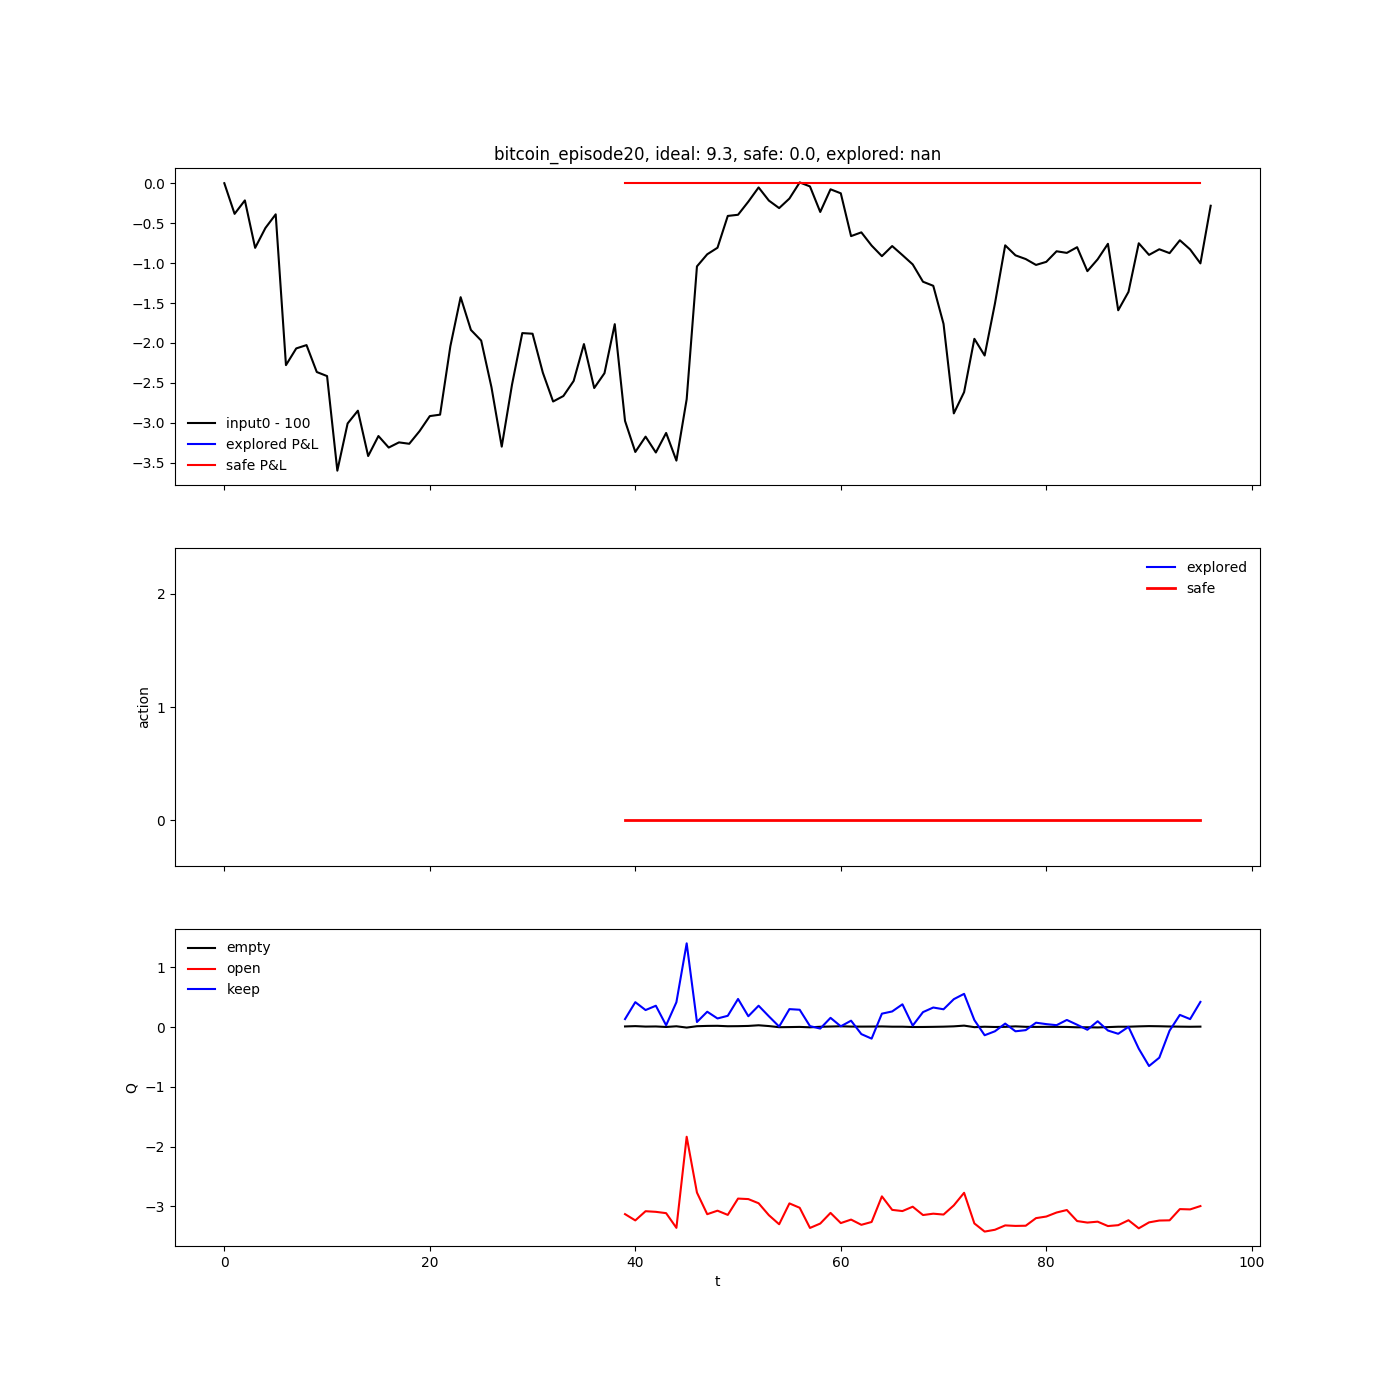 bitcoin_episode20, ideal: 9.3, safe: 0.0, explored: nan
0.0
−0.5
−1.0
−1.5
−2.0
−2.5
−3.0
−3.5
input0 - 100
explored P&L
safe P&L
2
1
0
action
explored
safe
1
0
−1
−2
−3
Q
empty
open
keep
0 20 40 60 80 100
t